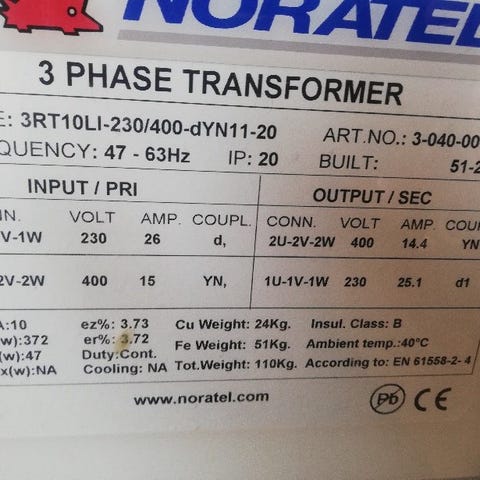 NORATEL
3 PHASE TRANSFORMER
E: 3RT10LI-230/400-dYN11-20 ART.NO.: 3-040-00
QUENCY: 47 - 63Hz IP: 20 BUILT: 51-2
INPUT / PRI OUTPUT / SEC
NN. VOLT AMP. COUPL. CONN. VOLT AMP. COU
V-1W 230 26 d, 2U-2V-2W 400 14.4 YN
2V-2W 400 15 YN, 1U-1V-1W 230 25.1 d1
A:10 ez%: 3.73 Cu Weight: 24Kg. Insul. Class: B
(w):372 er%: 3.72 Fe Weight: 51Kg. Ambient temp.:40°C
(w):47 Duty:Cont. Tot.Weight: 110Kg. According to: EN 61558-2- 4
x(w):NA Cooling: NA
www.noratel.com Pb CE